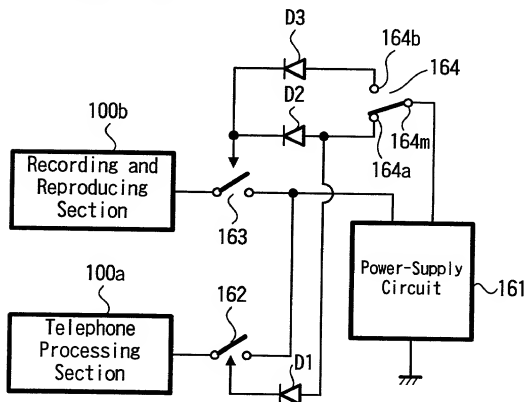 D3
164b
164
D2
100b
164m
164a
Recording and
Reproducing
Section
163
Power-Supply
Circuit
161
100a
162
Telephone
Processing
Section
D1